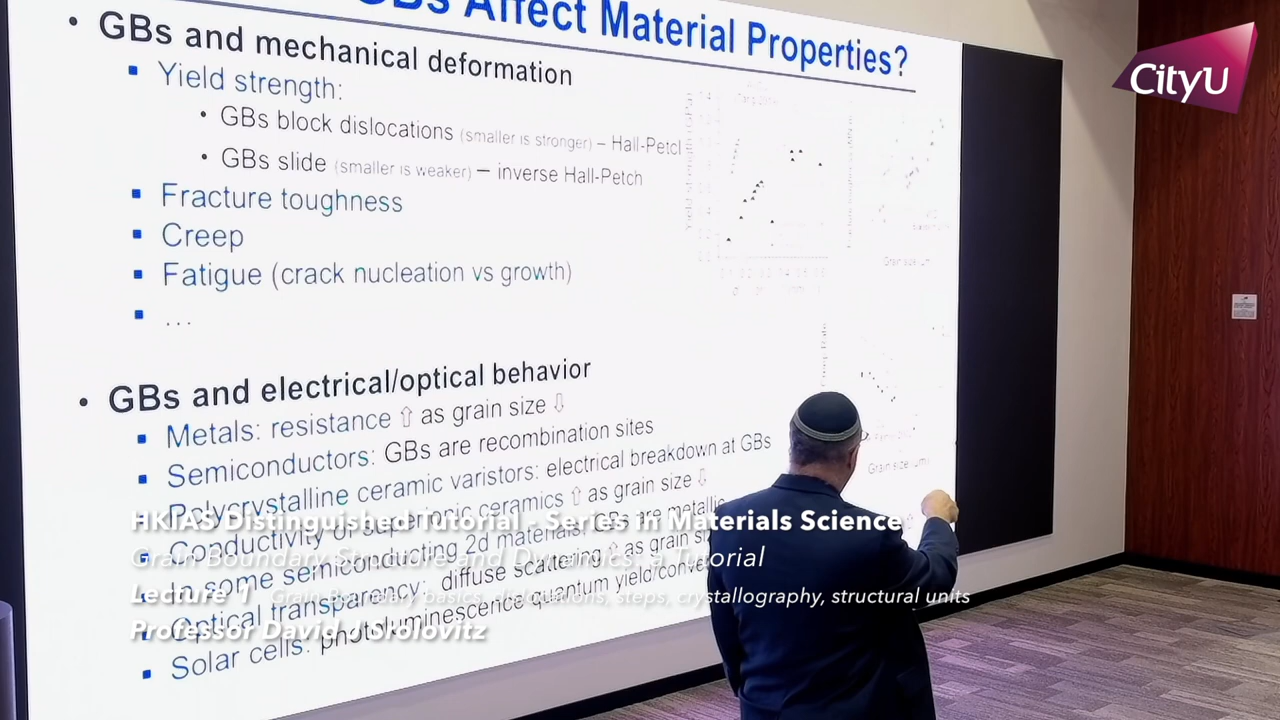 GBs Affect Material Properties?
• GBs and mechanical deformation
▪ Yield strength:
• GBs block dislocations (smaller is stronger) – Hall-Petc
• GBs slide (smaller is weaker) – inverse Hall-Petch
▪ Fracture toughness
▪ Creep
▪ Fatigue (crack nucleation vs growth)
▪ ...
• GBs and electrical/optical behavior
▪ Metals: resistance ⇧ as grain size ⇩
▪ Semiconductors: GBs are recombination sites
▪ Polycrystalline ceramic varistors: electrical breakdown at GBs
▪ Conductivity of superionic ceramics ⇧ as grain size ⇩
▪ In some semiconducting 2d materials, GBs are metallic
▪ Optical transparency: diffuse scattering ⇧ as grain si
▪ Solar cells: photoluminescence quantum yield/conve
Grain size
Grain size
CityU
HKIAS Distinguished Tutorial - Series in Materials Science
Grain Boundary Structure and Dynamics: a Tutorial
Lecture 1 Grain Boundary basics, dislocations, steps, crystallography, structural units
Professor David J Srolovitz